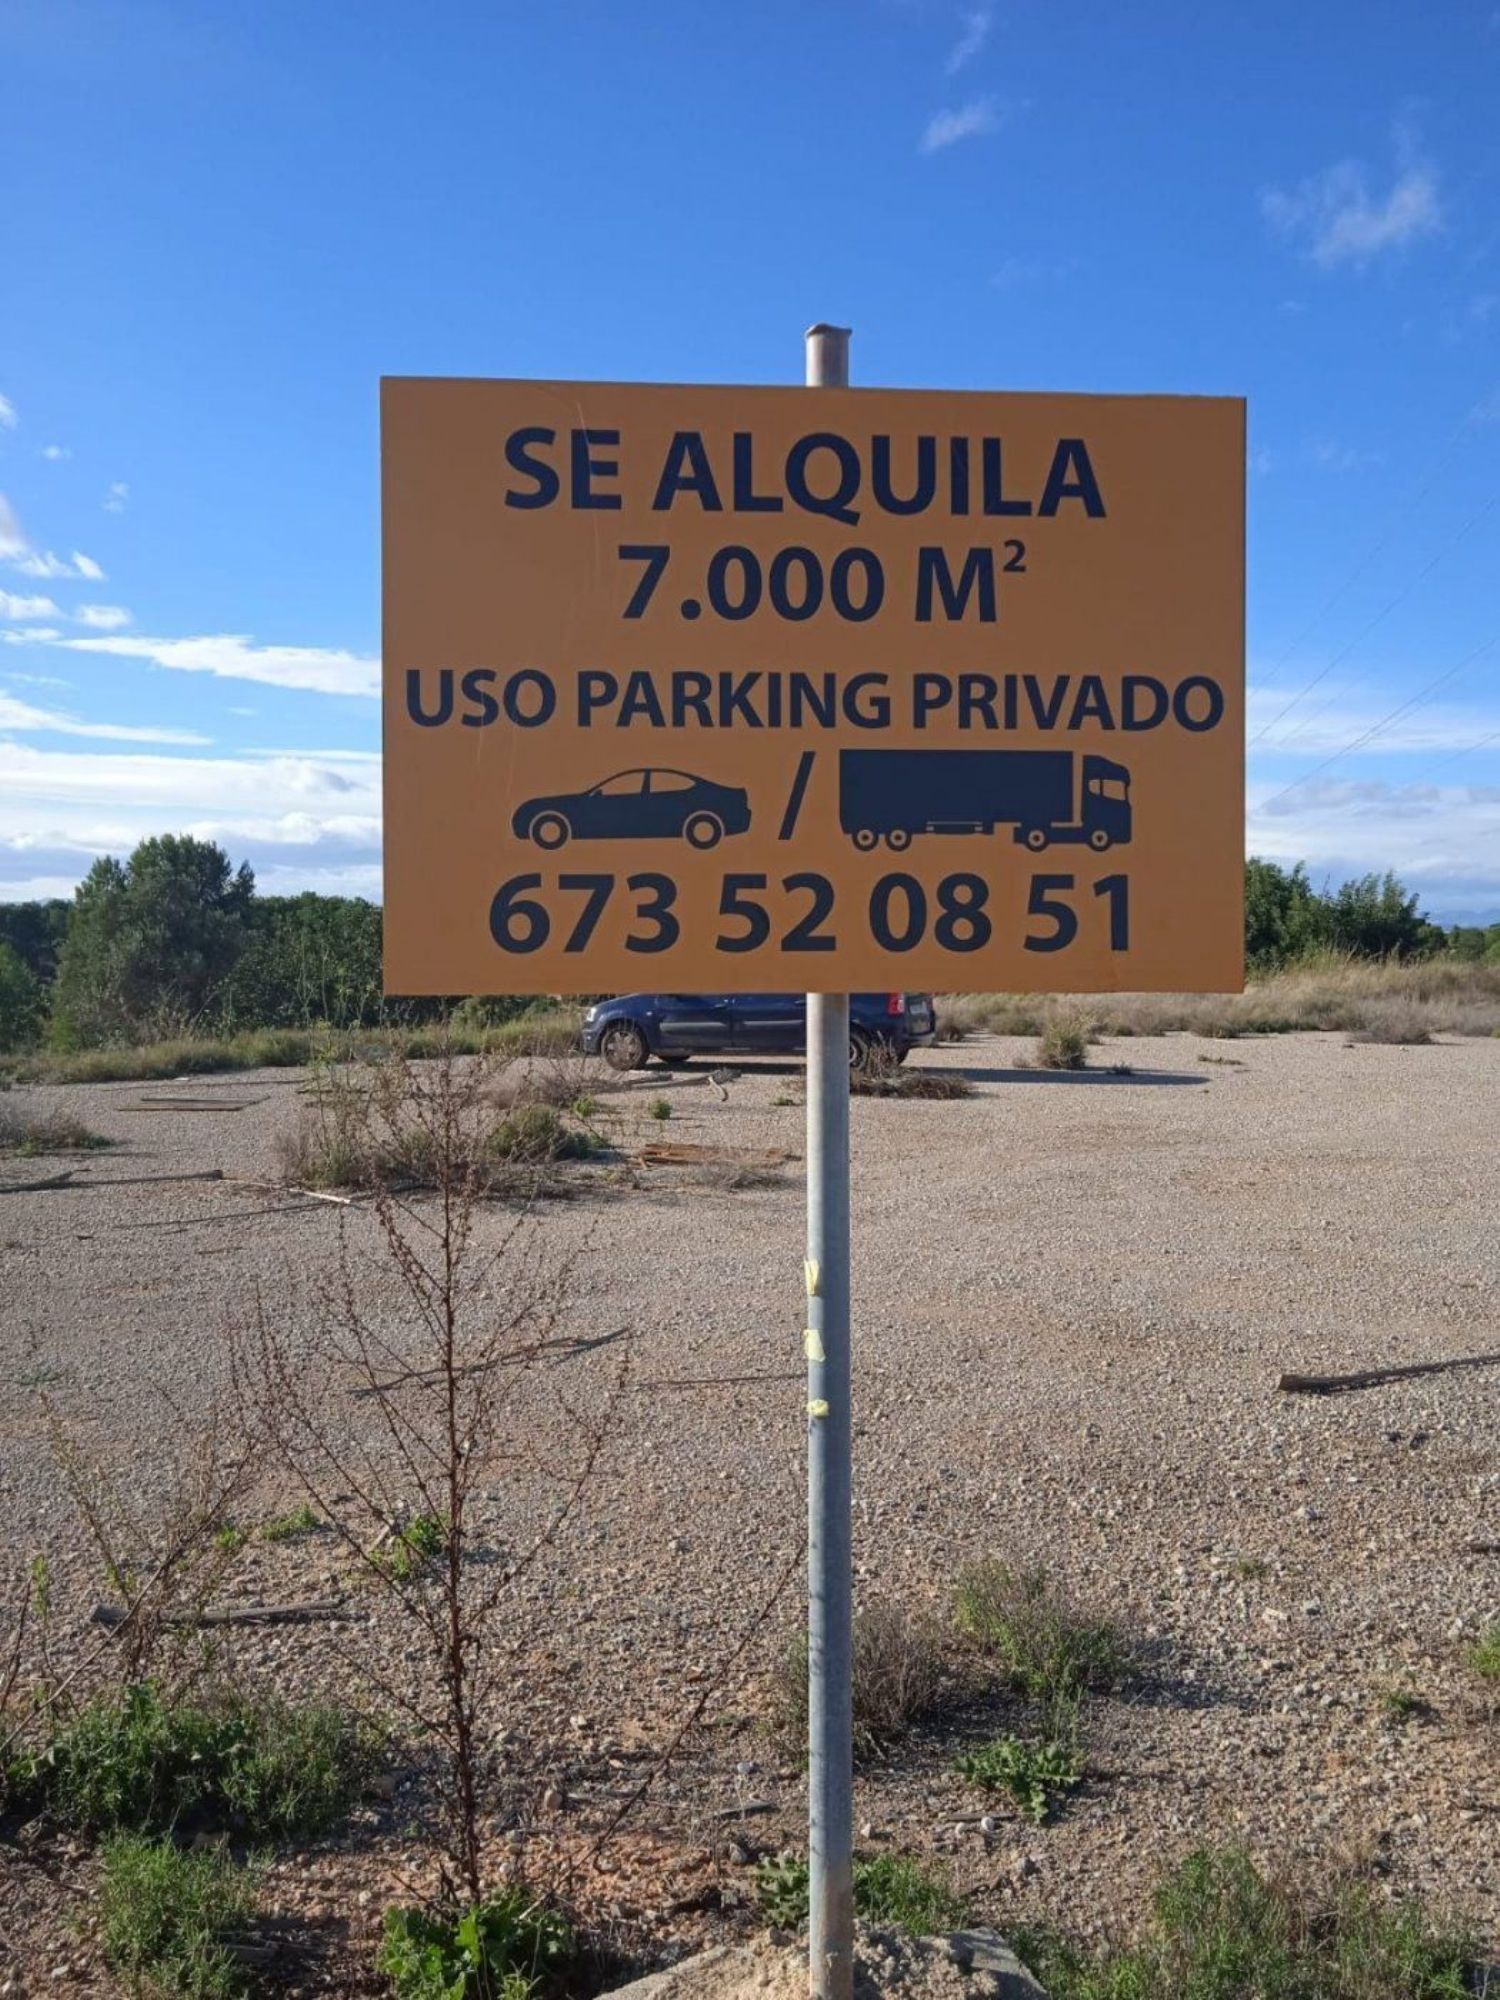 SE ALQUILA
7.000 M²
USO PARKING PRIVADO
/
673 52 08 51